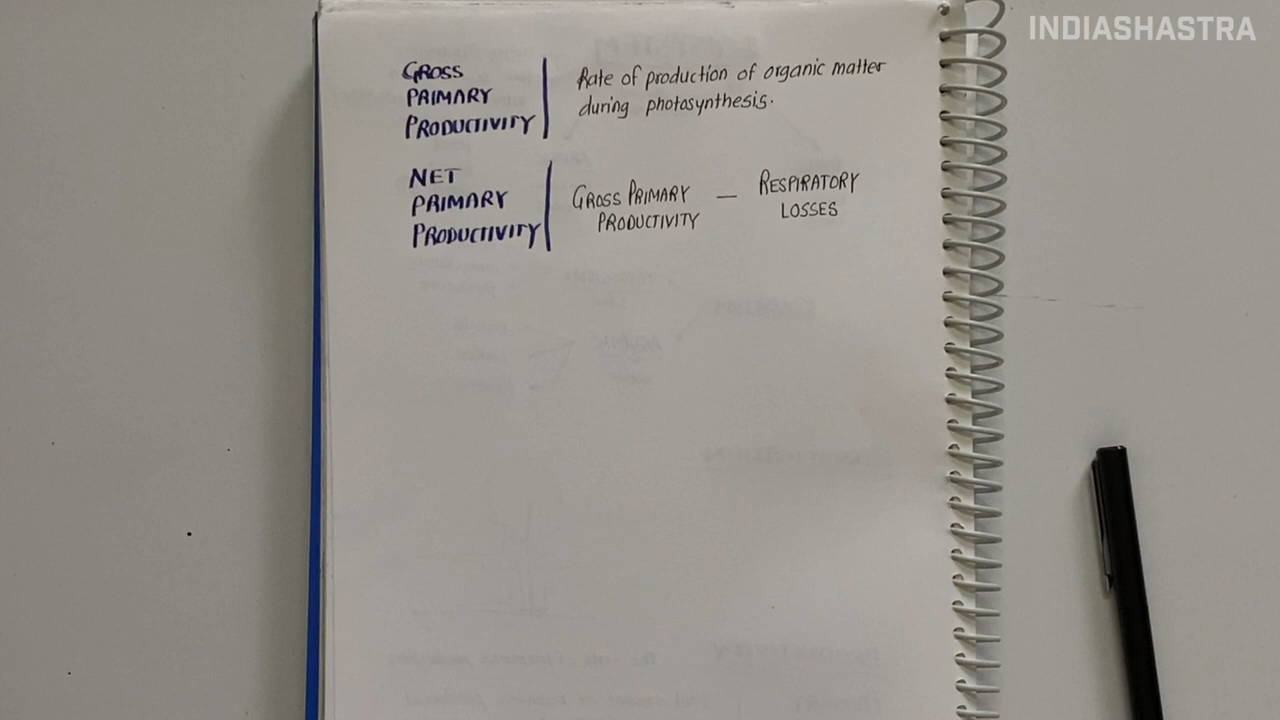 INDIASHASTRA
GROSS
PRIMARY
PRODUCTIVITY
Rate of production of organic matter
during photosynthesis.
NET
PRIMARY
PRODUCTIVITY
GROSS PRIMARY
PRODUCTIVITY
—
RESPIRATORY
LOSSES